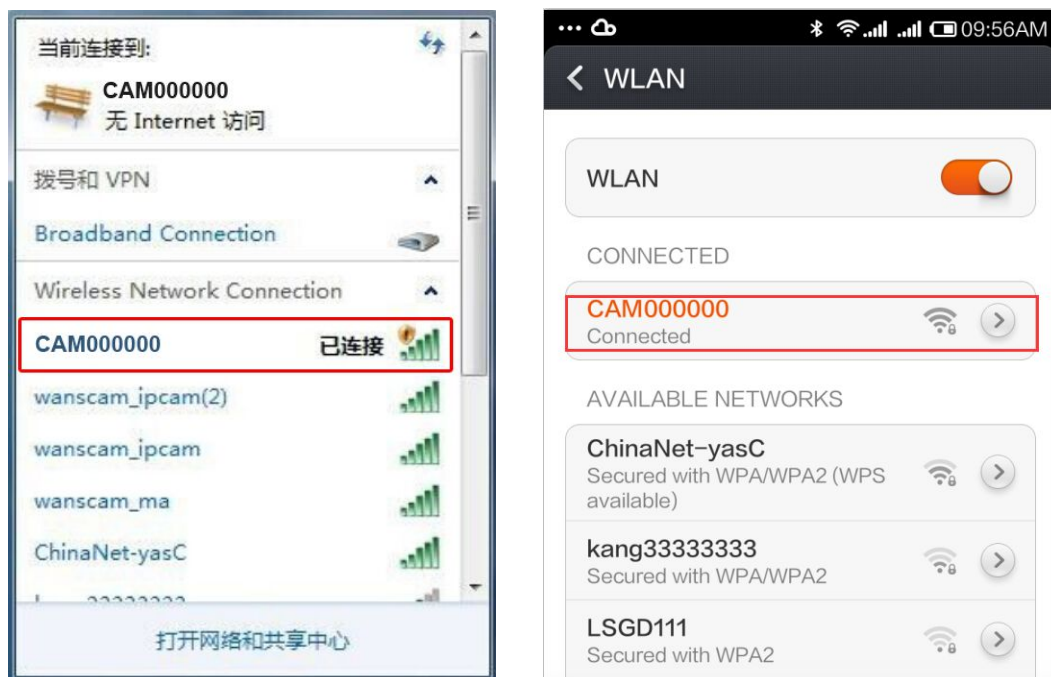 当前连接到:
CAM000000
无 Internet 访问
拨号和 VPN
Broadband Connection
Wireless Network Connection
CAM000000 已连接
wanscam_ipcam(2)
wanscam_ipcam
wanscam_ma
ChinaNet-yasC
打开网络和共享中心
09:56AM
WLAN
WLAN
CONNECTED
CAM000000
Connected
AVAILABLE NETWORKS
ChinaNet-yasC
Secured with WPA/WPA2 (WPS
available)
kang33333333
Secured with WPA/WPA2
LSGD111
Secured with WPA2